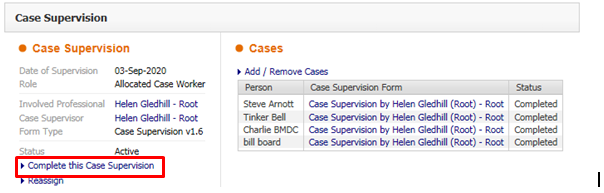 Case Supervision
Case Supervision
Date of Supervision 03-Sep-2020
Role Allocated Case Worker
Involved Professional Helen Gledhill - Root
Case Supervisor Helen Gledhill - Root
Form Type Case Supervision v1.6
Status Active
Complete this Case Supervision
Reassign
Cases
Add / Remove Cases
Person Case Supervision Form Status
Steve Arnott Case Supervision by Helen Gledhill (Root) - Root Completed
Tinker Bell Case Supervision by Helen Gledhill (Root) - Root Completed
Charlie BMDC Case Supervision by Helen Gledhill (Root) - Root Completed
bill board Case Supervision by Helen Gledhill (Root) - Root Completed